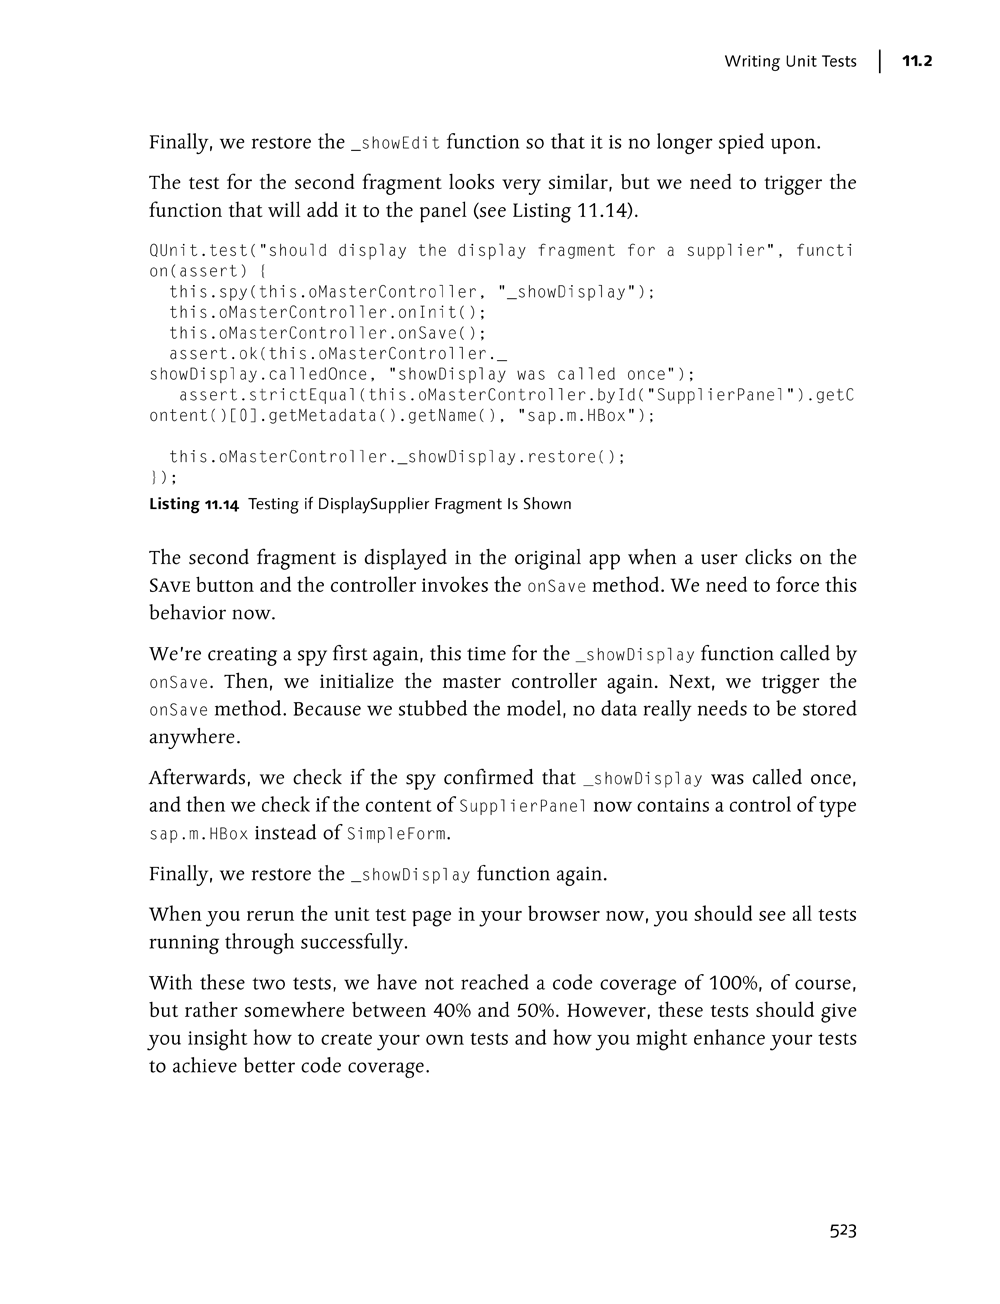 Writing Unit Tests | 11.2
Finally, we restore the _showEdit function so that it is no longer spied upon.
The test for the second fragment looks very similar, but we need to trigger the
function that will add it to the panel (see Listing 11.14).
QUnit.test("should display the display fragment for a supplier", functi
on(assert) {
  this.spy(this.oMasterController, "_showDisplay");
  this.oMasterController.onInit();
  this.oMasterController.onSave();
  assert.ok(this.oMasterController._
showDisplay.calledOnce, "showDisplay was called once");
   assert.strictEqual(this.oMasterController.byId("SupplierPanel").getC
ontent()[0].getMetadata().getName(), "sap.m.HBox");
  this.oMasterController._showDisplay.restore();
});
Listing 11.14 Testing if DisplaySupplier Fragment Is Shown
The second fragment is displayed in the original app when a user clicks on the
SAVE button and the controller invokes the onSave method. We need to force this
behavior now.
We're creating a spy first again, this time for the _showDisplay function called by
onSave. Then, we initialize the master controller again. Next, we trigger the
onSave method. Because we stubbed the model, no data really needs to be stored
anywhere.
Afterwards, we check if the spy confirmed that _showDisplay was called once,
and then we check if the content of SupplierPanel now contains a control of type
sap.m.HBox instead of SimpleForm.
Finally, we restore the _showDisplay function again.
When you rerun the unit test page in your browser now, you should see all tests
running through successfully.
With these two tests, we have not reached a code coverage of 100%, of course,
but rather somewhere between 40% and 50%. However, these tests should give
you insight how to create your own tests and how you might enhance your tests
to achieve better code coverage.
523